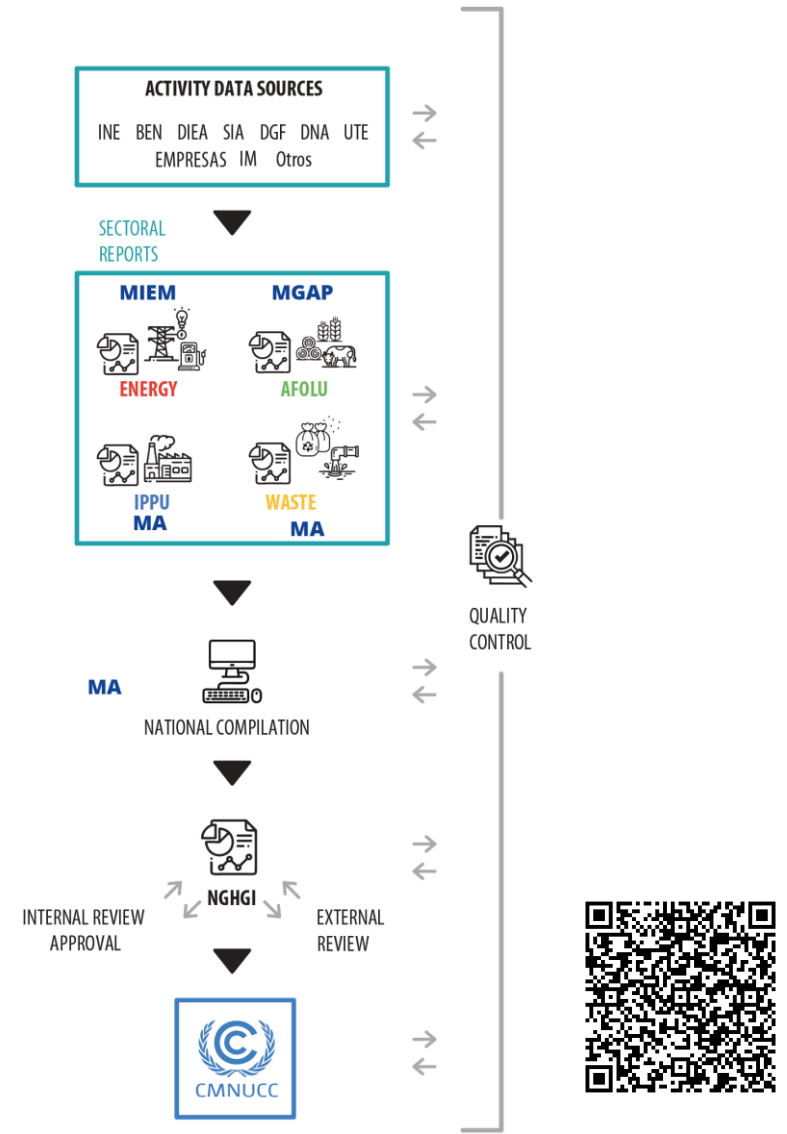 ACTIVITY DATA SOURCES
INE BEN DIEA SIA DGF DNA UTE
EMPRESAS IM Otros
SECTORAL
REPORTS
MIEM MGAP
ENERGY AFOLU
IPPU WASTE
MA MA
QUALITY
CONTROL
MA
NATIONAL COMPILATION
NGHGI
INTERNAL REVIEW
APPROVAL
EXTERNAL
REVIEW
CMNUCC